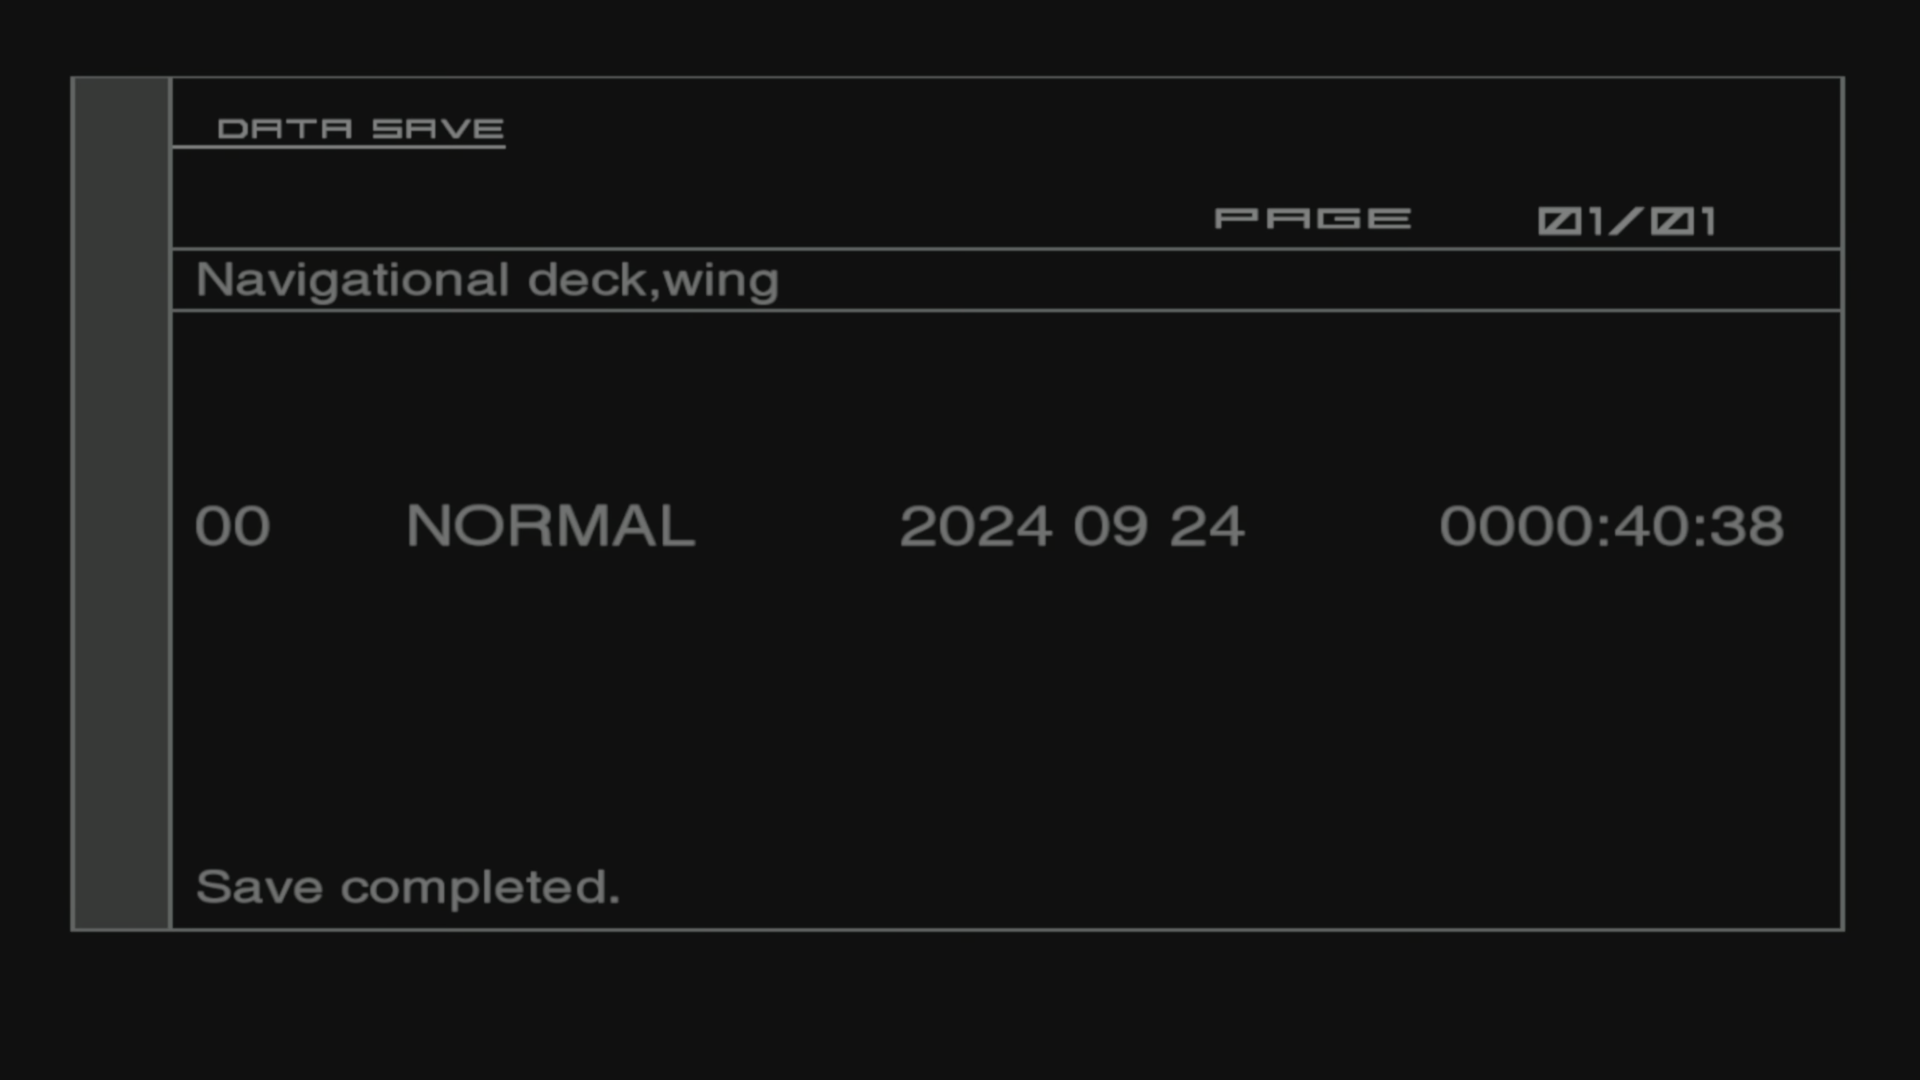 DATA SAVE
PAGE 01/01
Navigational deck,wing
00 NORMAL 2024 09 24 0000:40:38
Save completed.